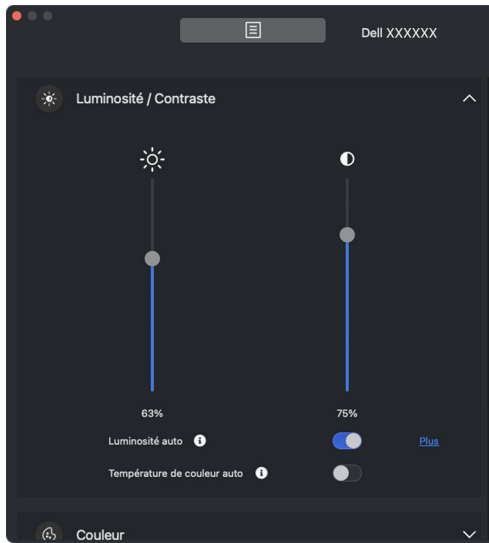 Dell XXXXXX
Luminosité / Contraste
63% 75%
Luminosité auto Plus
Température de couleur auto
Couleur